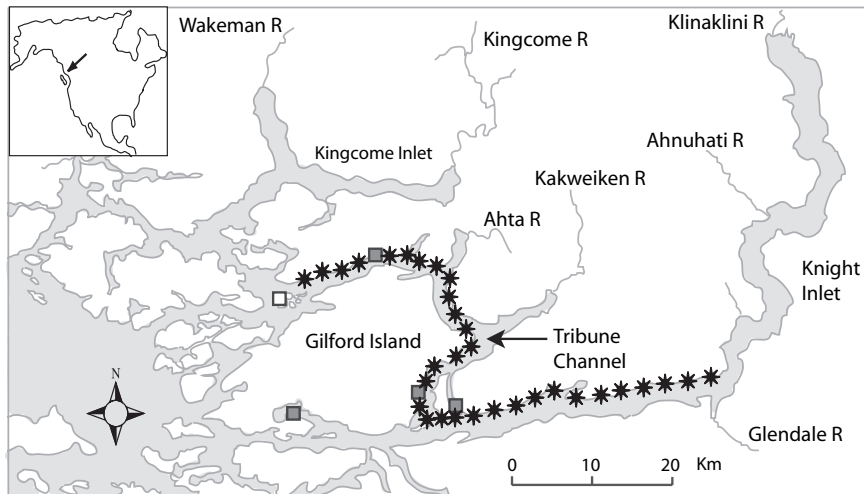 Wakeman R
Kingcome R
Klinaklini R
Kingcome Inlet
Ahnuhati R
Kakweiken R
Ahta R
Knight
Inlet
Gilford Island
Tribune
Channel
N
Glendale R
0 10 20 Km